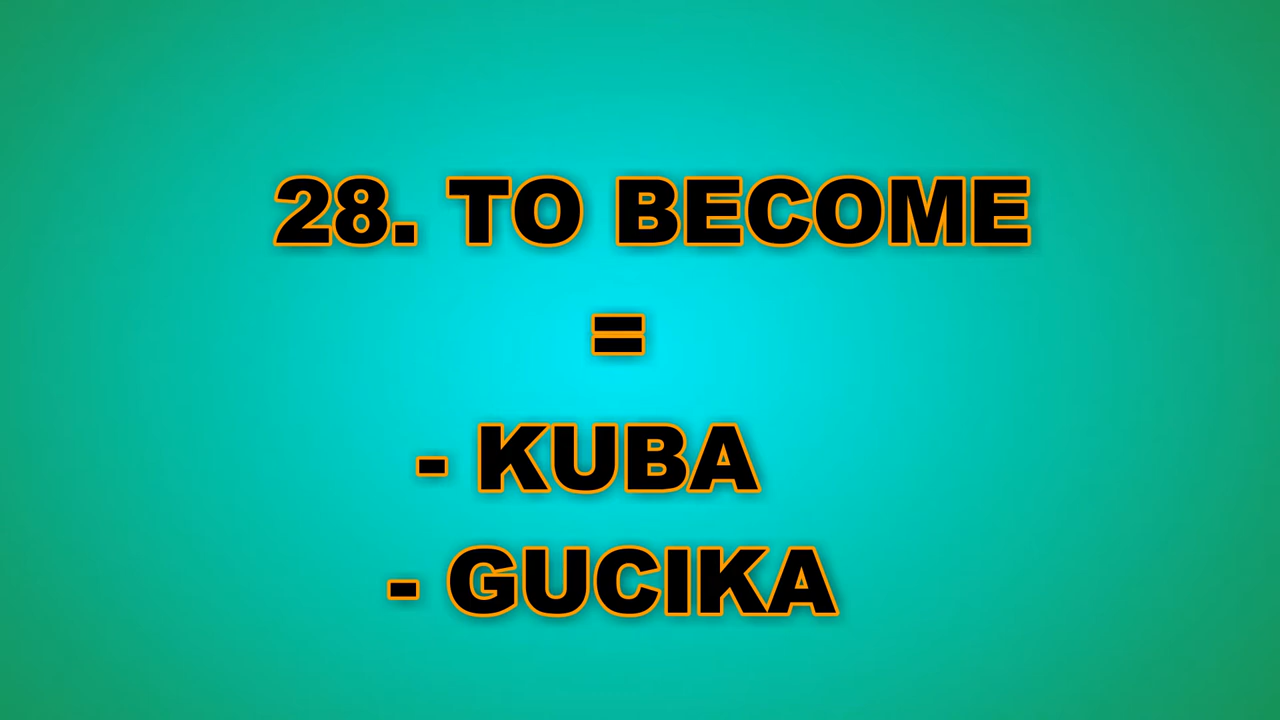 28. TO BECOME
=
- KUBA
- GUCIKA